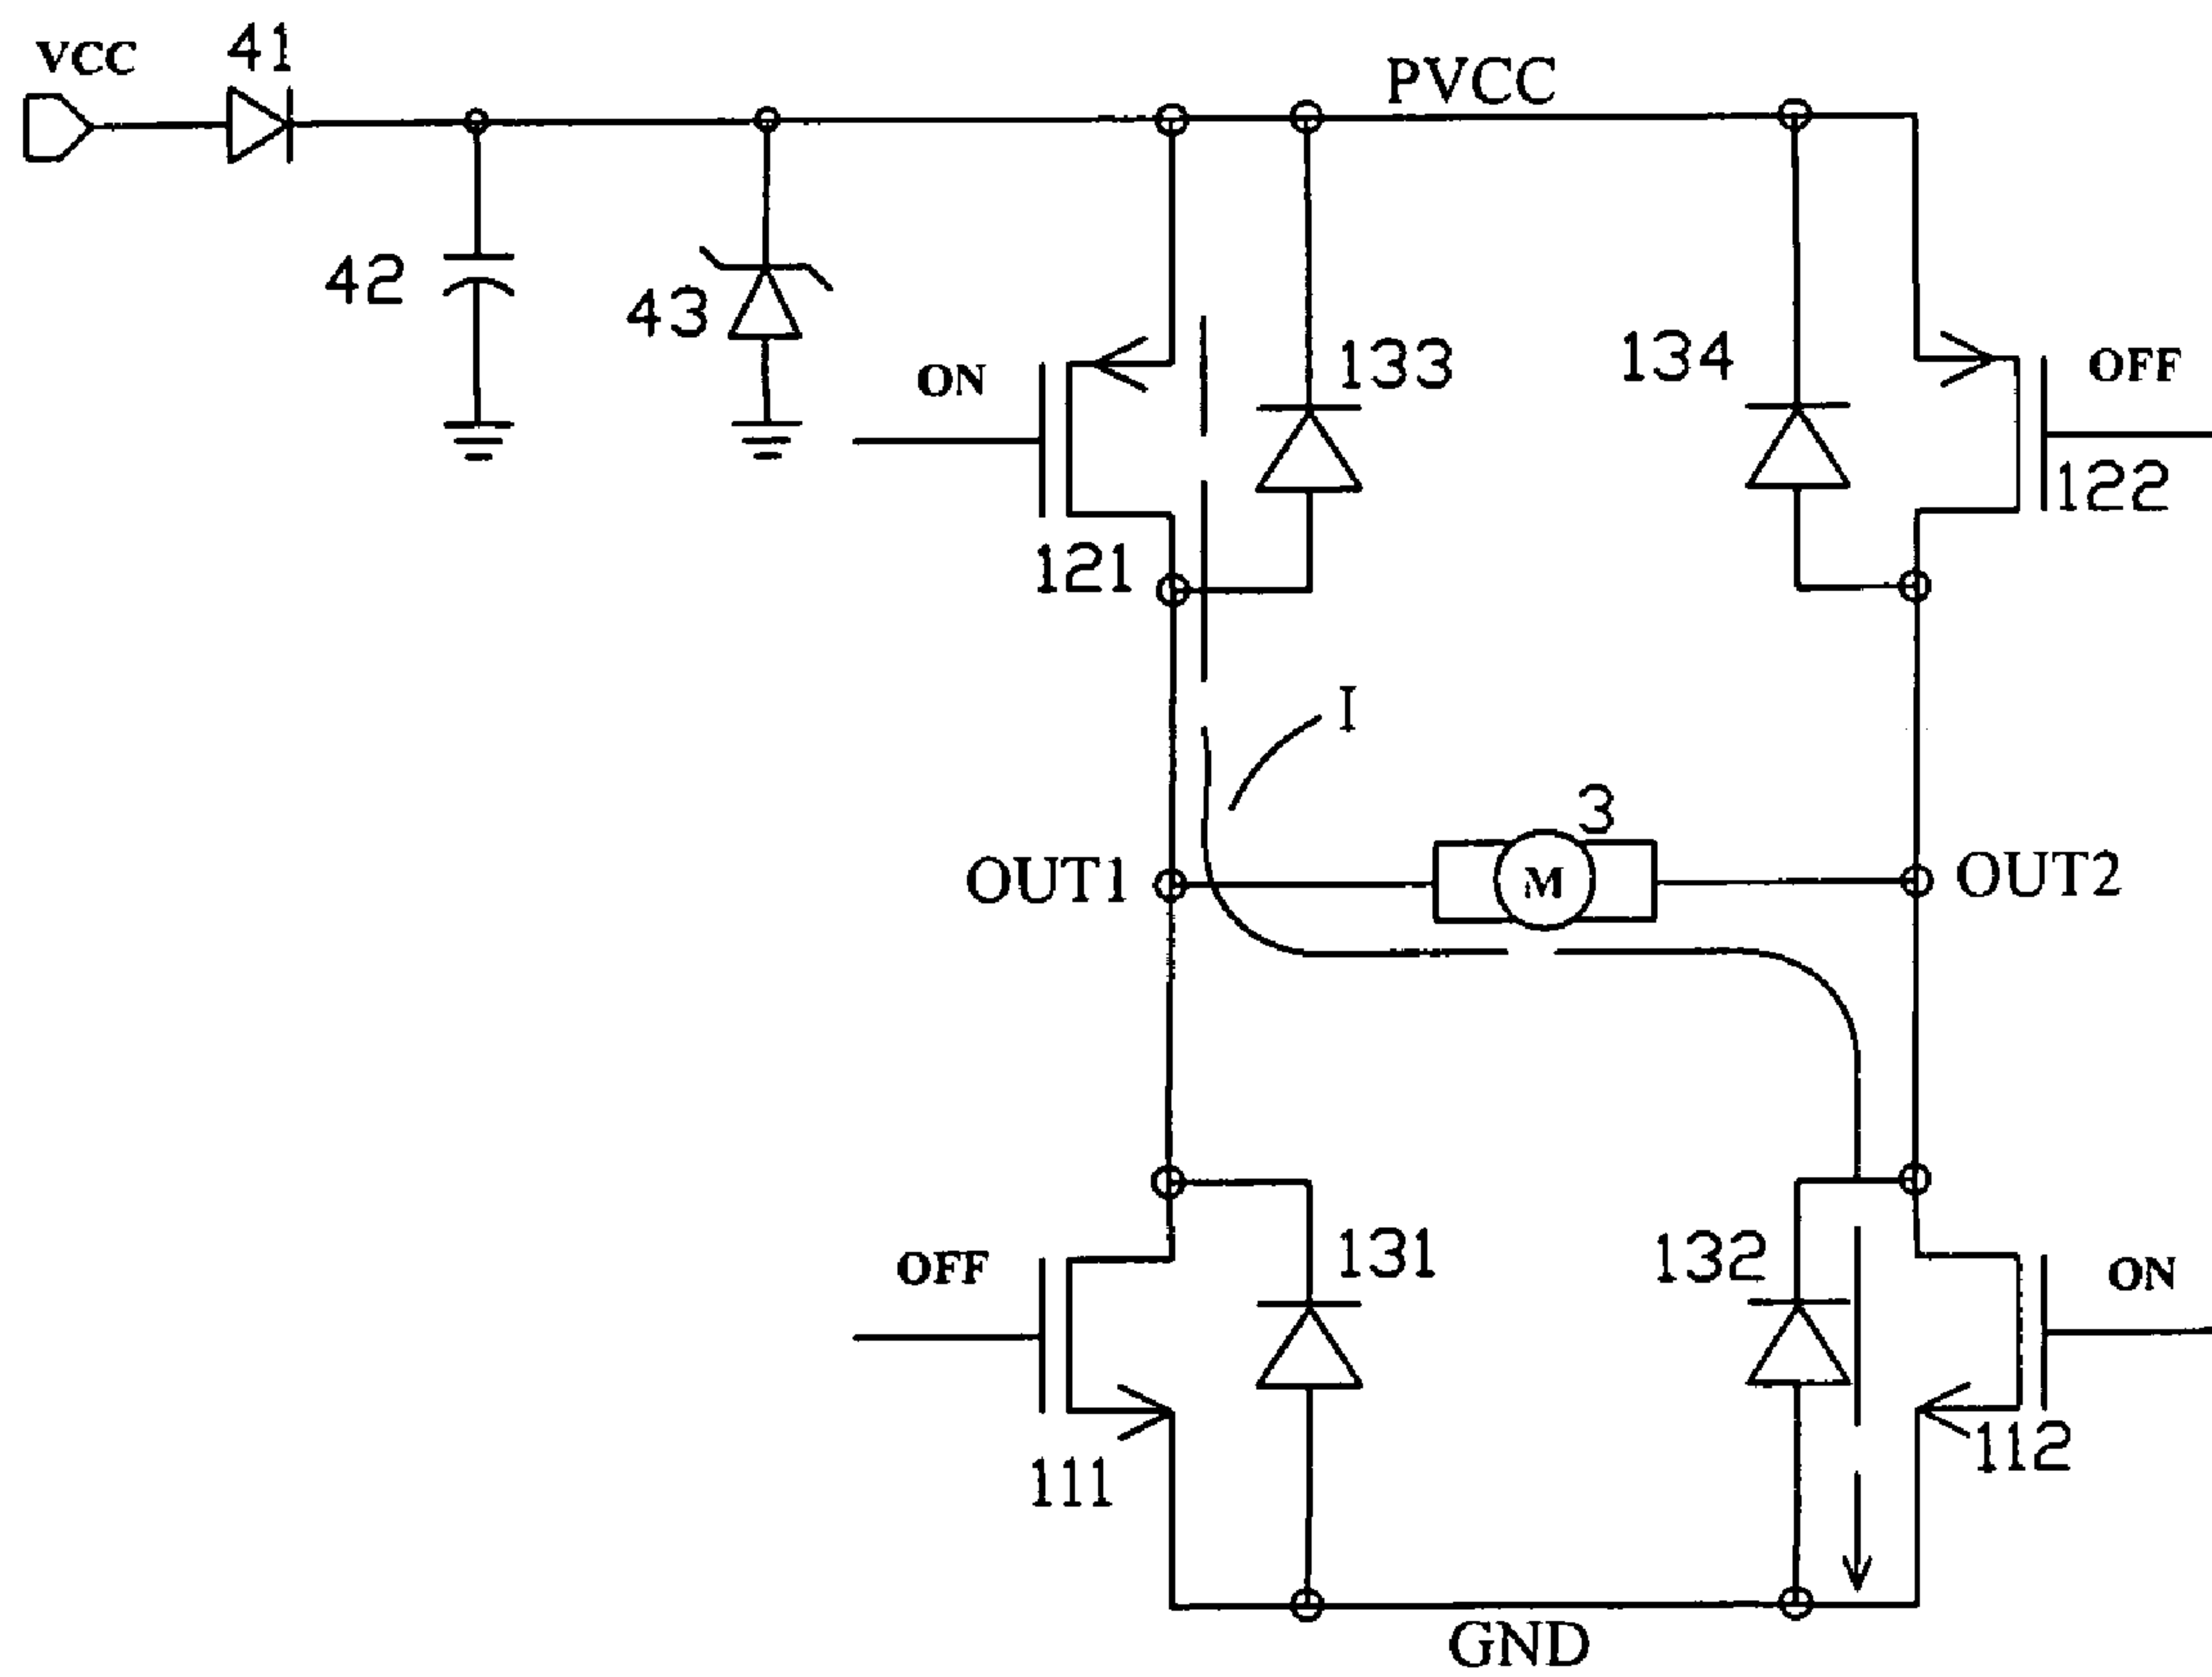 VCC
41
PVCC
42
43
ON
133
134
OFF
122
121
I
3
OUT1
M
OUT2
OFF
131
132
ON
111
112
GND